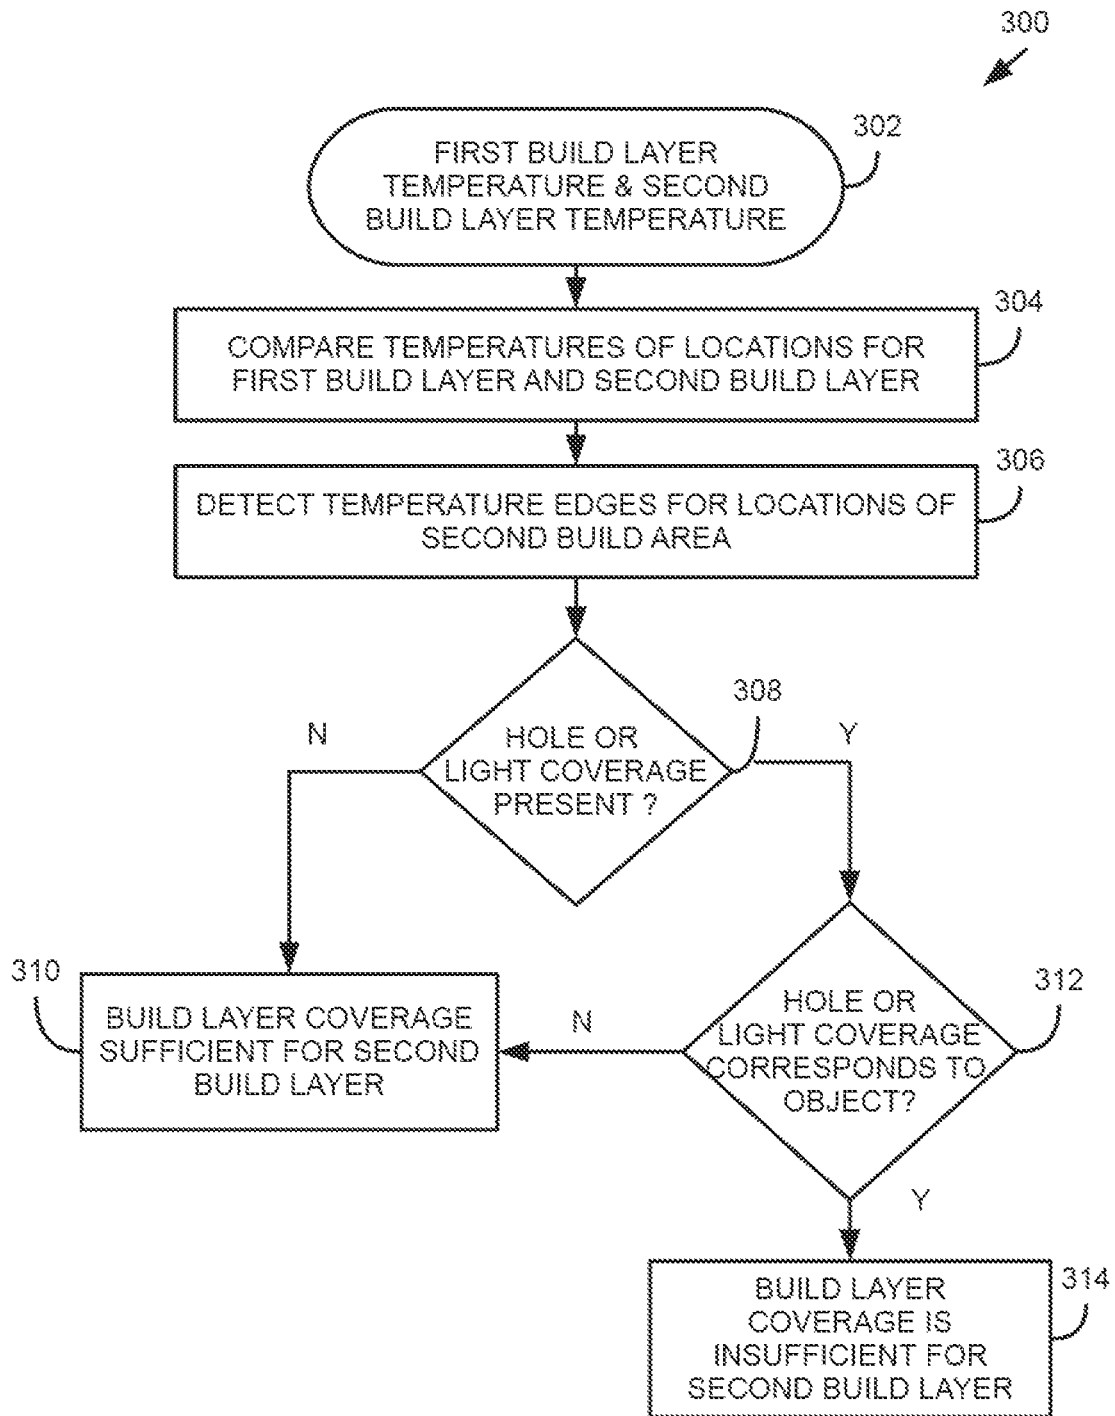 300
302
FIRST BUILD LAYER
TEMPERATURE & SECOND
BUILD LAYER TEMPERATURE
304
COMPARE TEMPERATURES OF LOCATIONS FOR
FIRST BUILD LAYER AND SECOND BUILD LAYER
306
DETECT TEMPERATURE EDGES FOR LOCATIONS OF
SECOND BUILD AREA
308
N
Y
HOLE OR
LIGHT COVERAGE
PRESENT ?
310
BUILD LAYER COVERAGE
SUFFICIENT FOR SECOND
BUILD LAYER
N
312
HOLE OR
LIGHT COVERAGE
CORRESPONDS TO
OBJECT?
Y
314
BUILD LAYER
COVERAGE IS
INSUFFICIENT FOR
SECOND BUILD LAYER